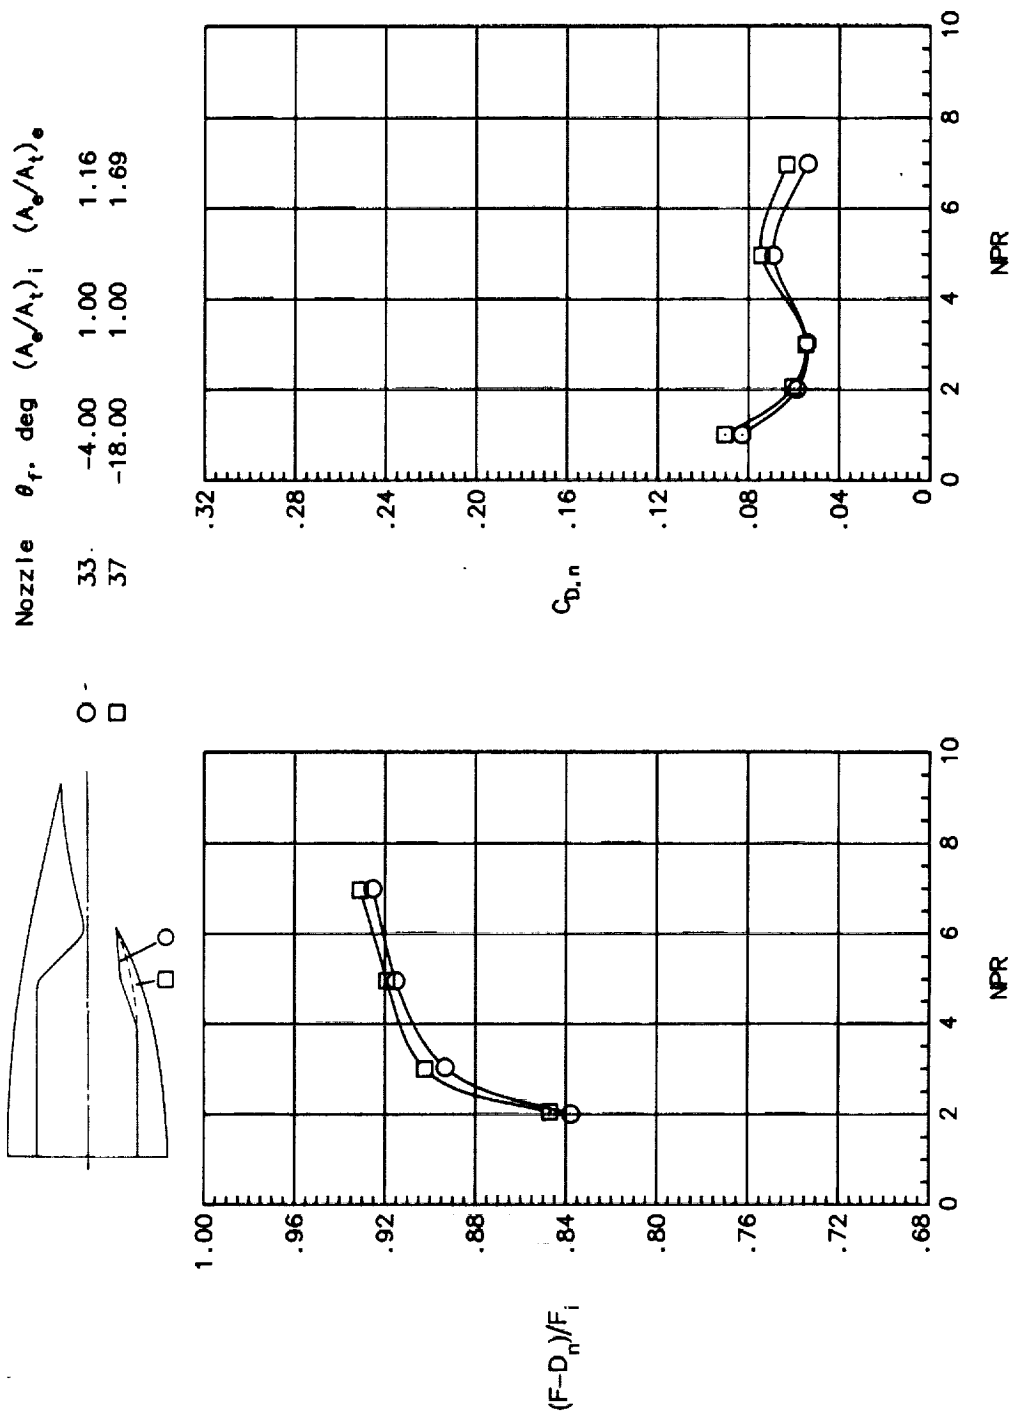 Nozzle θf, deg (Ae/At)i (Ae/At)e
33 -4.00 1.00 1.16
37 -18.00 1.00 1.69
(F-Dn)/Fi
1.00
.96
.92
.88
.84
.80
.76
.72
.68
0 2 4 6 8 10
NPR
CD,n
.32
.28
.24
.20
.16
.12
.08
.04
0
0 2 4 6 8 10
NPR